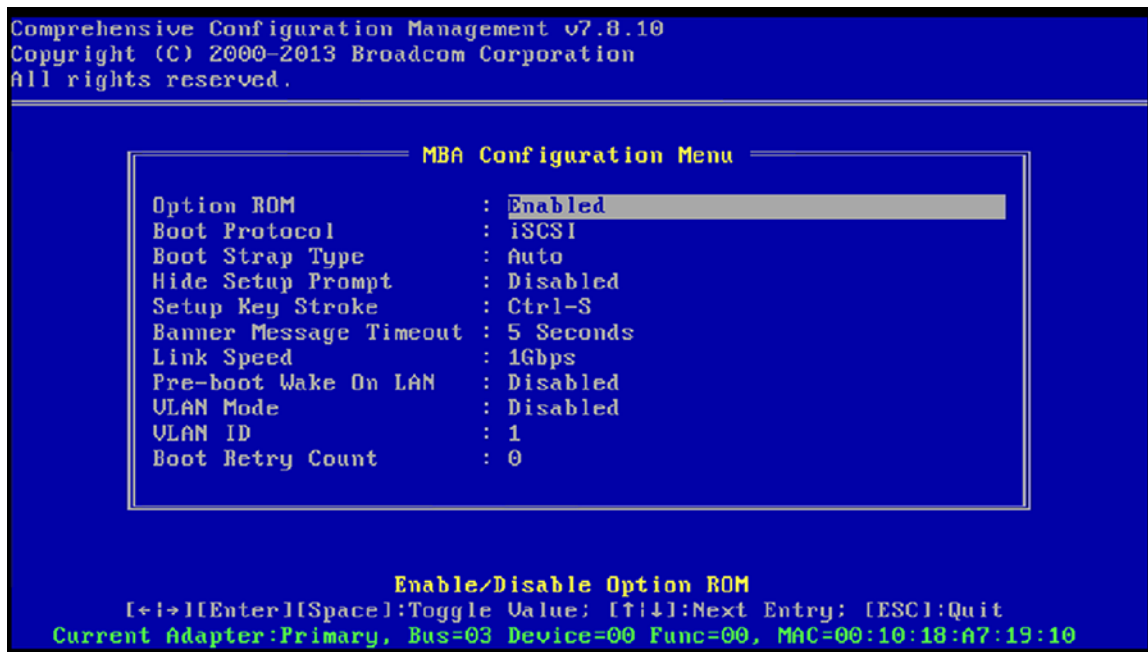 Comprehensive Configuration Management v7.8.10
Copyright (C) 2000-2013 Broadcom Corporation
All rights reserved.
MBA Configuration Menu
Option ROM : Enabled
Boot Protocol : iSCSI
Boot Strap Type : Auto
Hide Setup Prompt : Disabled
Setup Key Stroke : Ctrl-S
Banner Message Timeout : 5 Seconds
Link Speed : 1Gbps
Pre-boot Wake On LAN : Disabled
VLAN Mode : Disabled
VLAN ID : 1
Boot Retry Count : 0
Enable/Disable Option ROM
[←|→][Enter][Space]:Toggle Value; [↑|↓]:Next Entry; [ESC]:Quit
Current Adapter:Primary, Bus=03 Device=00 Func=00, MAC=00:10:18:A7:19:10